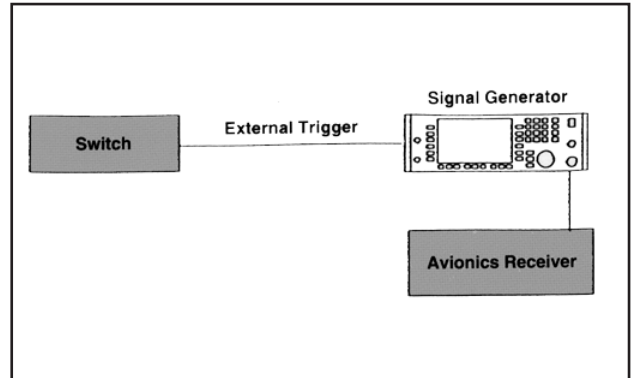 Signal Generator
External Trigger
Switch
Avionics Receiver